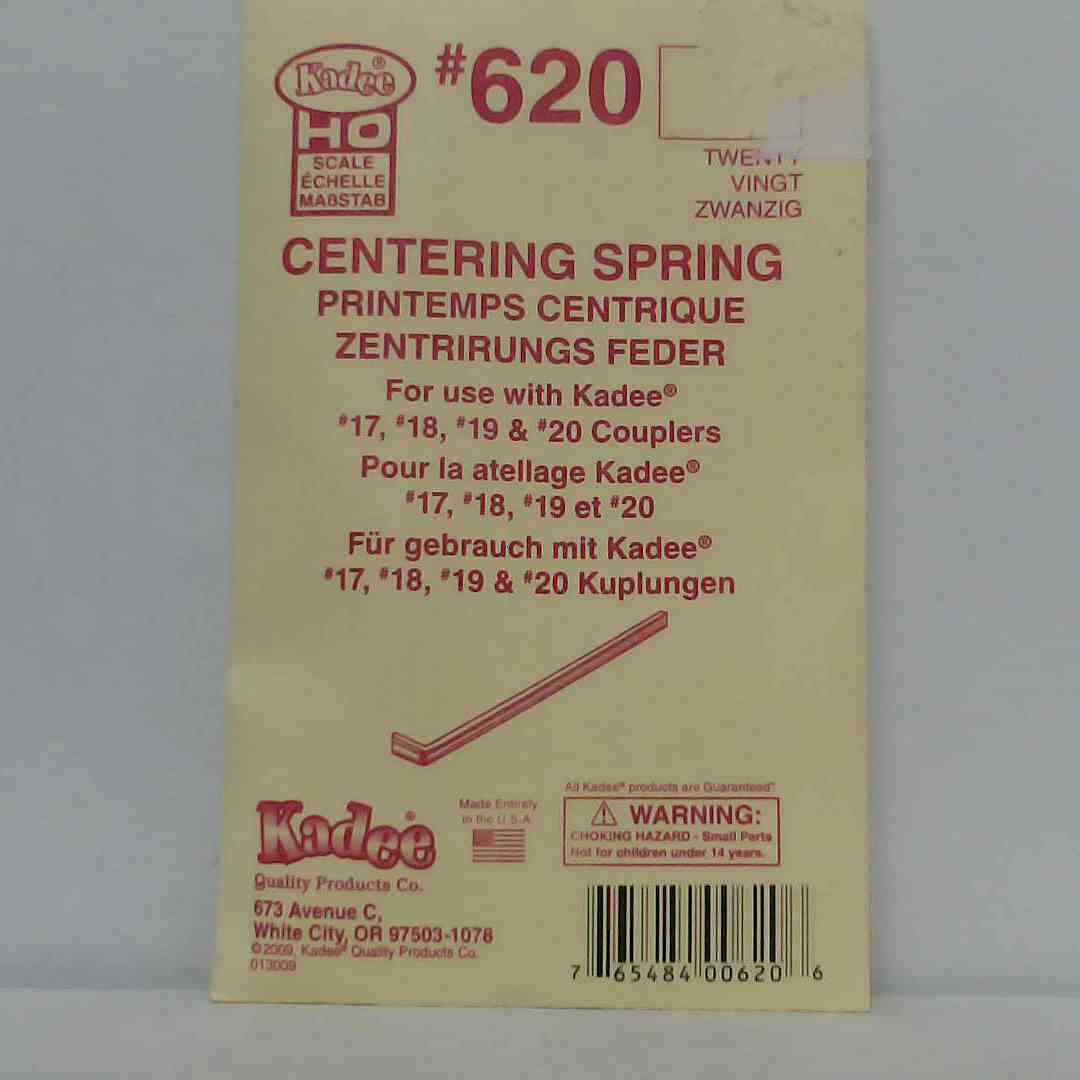 Kadee®
#620
HO
SCALE
ÉCHELLE
MAßSTAB
TWENTY
VINGT
ZWANZIG
CENTERING SPRING
PRINTEMPS CENTRIQUE
ZENTRIRUNGS FEDER
For use with Kadee®
#17, #18, #19 & #20 Couplers
Pour la atellage Kadee®
#17, #18, #19 et #20
Für gebrauch mit Kadee®
#17, #18, #19 & #20 Kuplungen
All Kadee® products are Guaranteed
Made Entirely
in the U.S.A.
Kadee®
Quality Products Co.
⚠ WARNING:
CHOKING HAZARD - Small Parts
Not for children under 14 years.
673 Avenue C,
White City, OR 97503-1078
©2009, Kadee® Quality Products Co.
013009
7 65484 00620 6